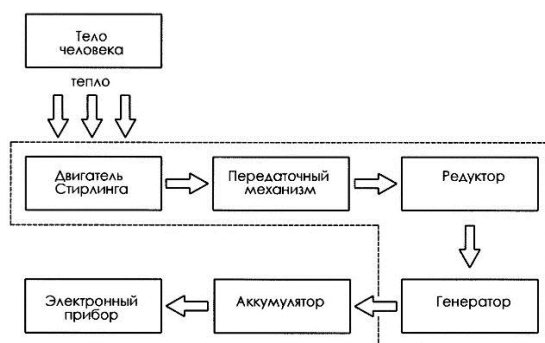 Тело
человека
тепло
Двигатель
Стирлинга
Передаточный
механизм
Редуктор
Электронный
прибор
Аккумулятор
Генератор